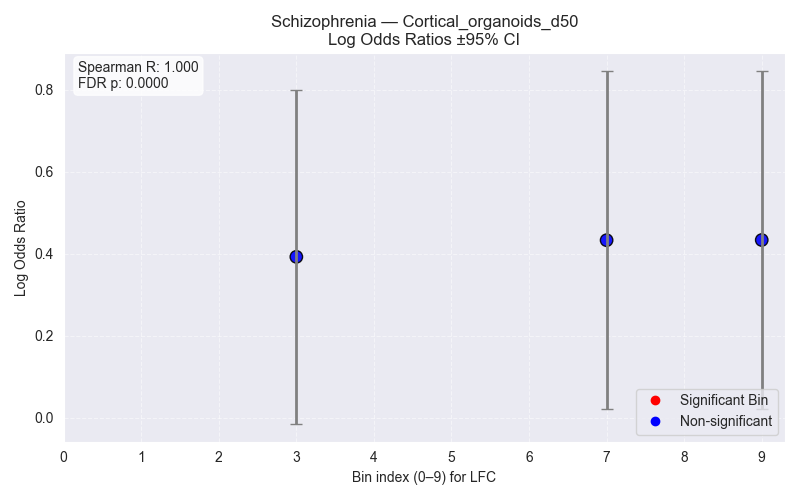 Schizophrenia — Cortical_organoids_d50
Log Odds Ratios ±95% CI
Spearman R: 1.000
FDR p: 0.0000
Log Odds Ratio
0.8
0.6
0.4
0.2
0.0
Significant Bin
Non-significant
0 1 2 3 4 5 6 7 8 9
Bin index (0–9) for LFC